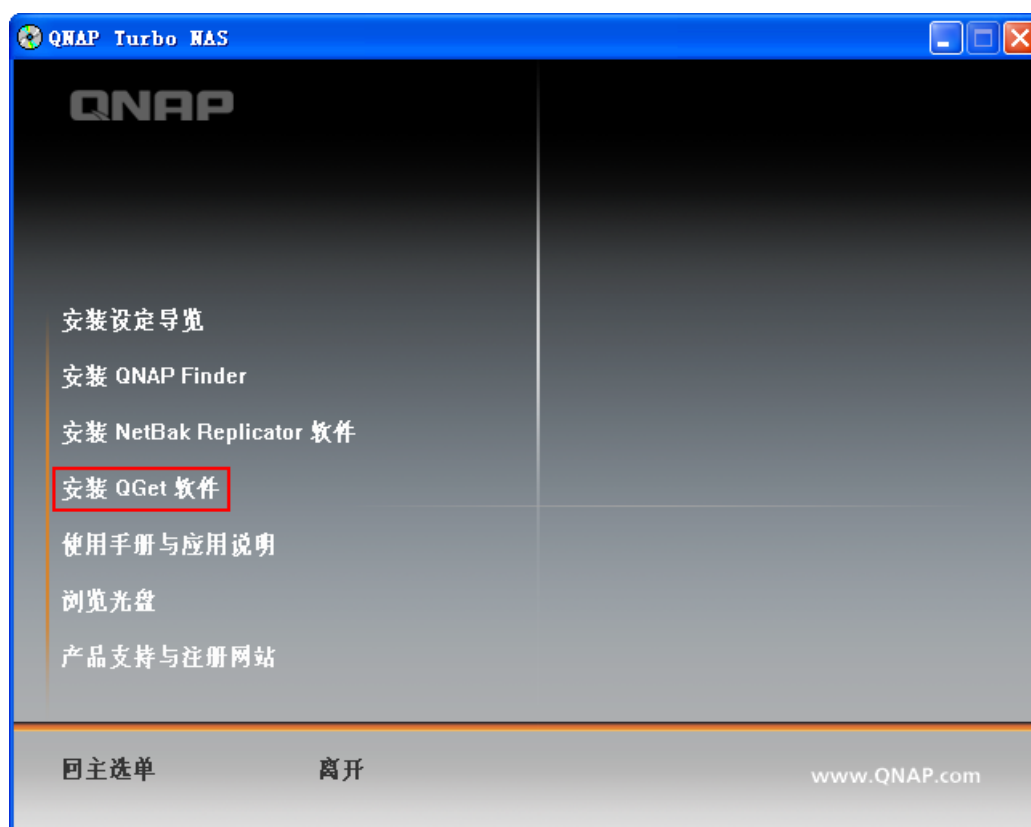 QNAP Turbo NAS
QNAP
安装设定导览
安装 QNAP Finder
安装 NetBak Replicator 软件
安装 QGet 软件
使用手册与应用说明
浏览光盘
产品支持与注册网站
回主选单
离开
www.QNAP.com